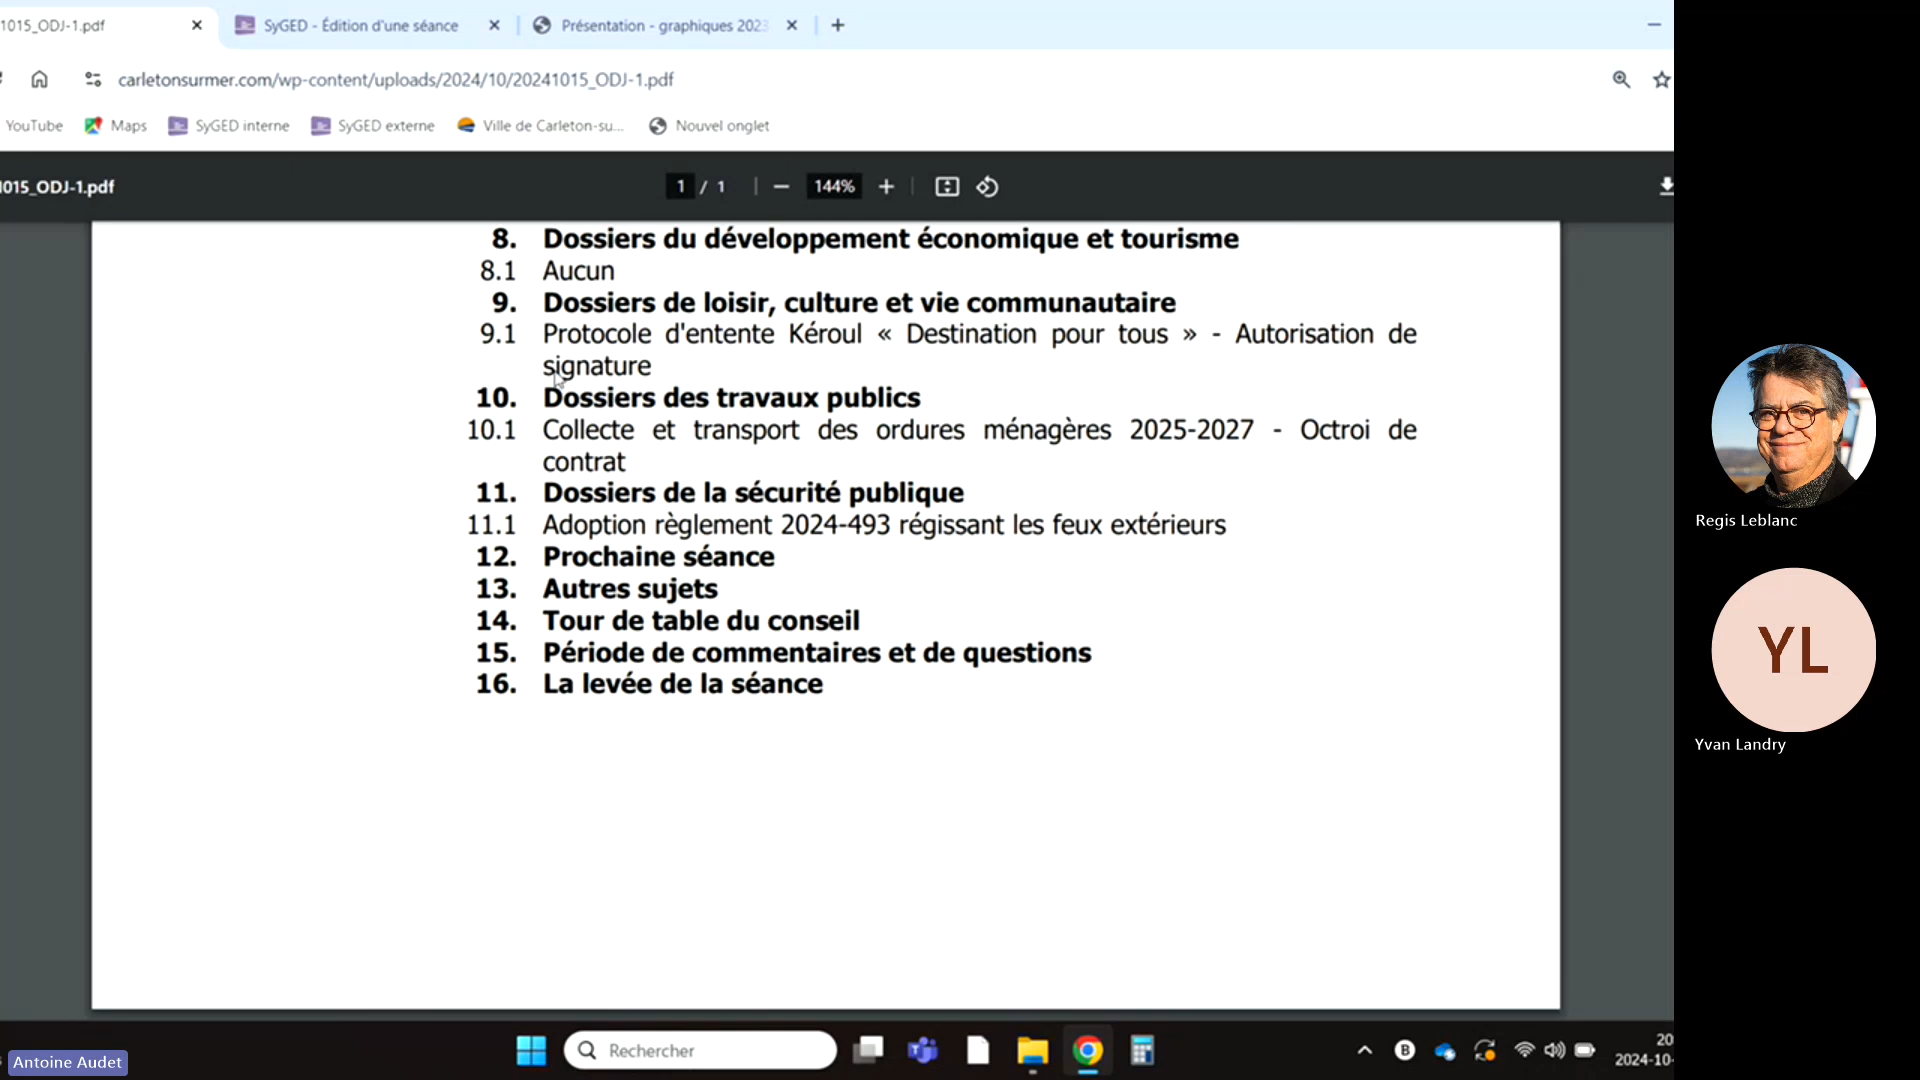 1015_ODJ-1.pdf
SyGED - Édition d'une séance
Présentation - graphiques 2023
carletonsurmer.com/wp-content/uploads/2024/10/20241015_ODJ-1.pdf
YouTube
Maps
SyGED interne
SyGED externe
Ville de Carleton-su...
Nouvel onglet
1015_ODJ-1.pdf
1 / 1
144%
8. Dossiers du développement économique et tourisme
8.1 Aucun
9. Dossiers de loisir, culture et vie communautaire
9.1 Protocole d'entente Kéroul « Destination pour tous » - Autorisation de
signature
10. Dossiers des travaux publics
10.1 Collecte et transport des ordures ménagères 2025-2027 - Octroi de
contrat
11. Dossiers de la sécurité publique
11.1 Adoption règlement 2024-493 régissant les feux extérieurs
12. Prochaine séance
13. Autres sujets
14. Tour de table du conseil
15. Période de commentaires et de questions
16. La levée de la séance
Regis Leblanc
YL
Yvan Landry
Rechercher
20
2024-10-
Antoine Audet